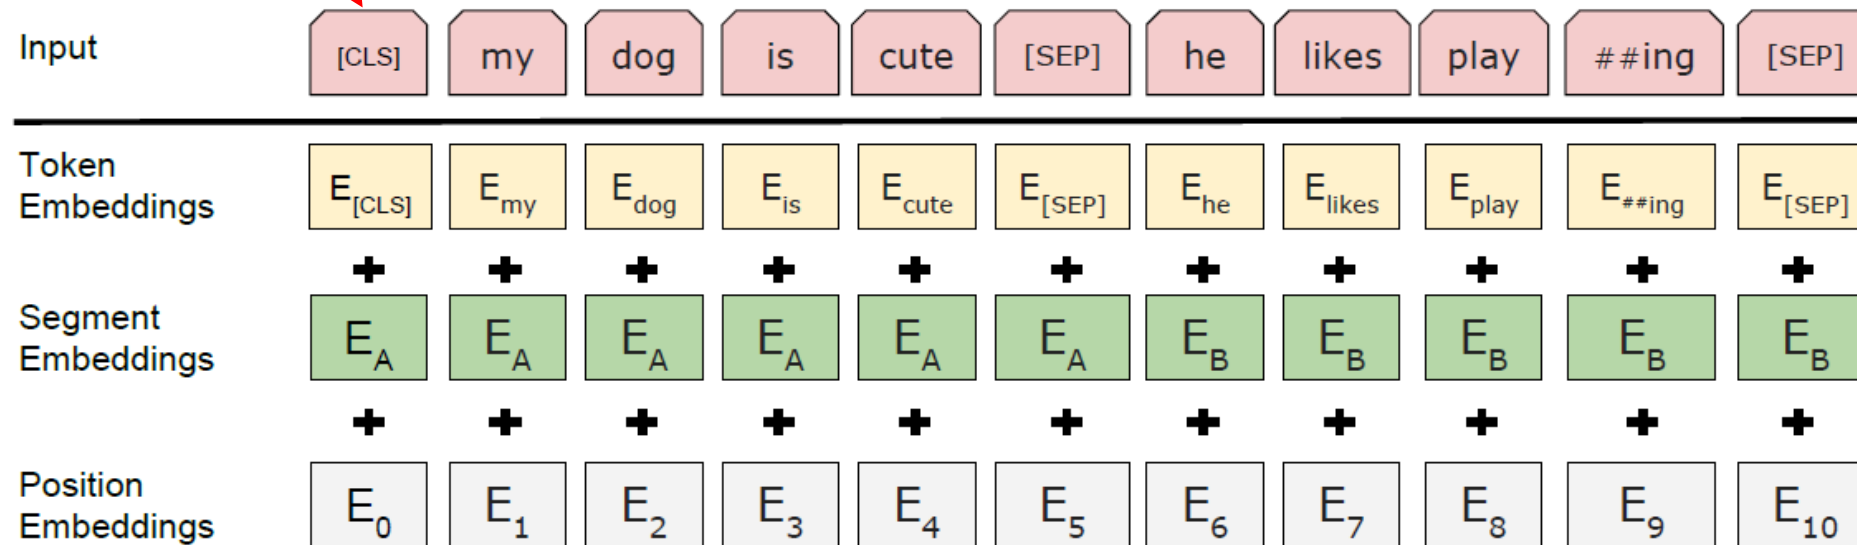 Input [CLS] my dog is cute [SEP] he likes play ##ing [SEP]
Token
Embeddings E[CLS] Emy Edog Eis Ecute E[SEP] Ehe Elikes Eplay E##ing E[SEP]
+ + + + + + + + + + +
Segment
Embeddings EA EA EA EA EA EA EB EB EB EB EB
+ + + + + + + + + + +
Position
Embeddings E0 E1 E2 E3 E4 E5 E6 E7 E8 E9 E10